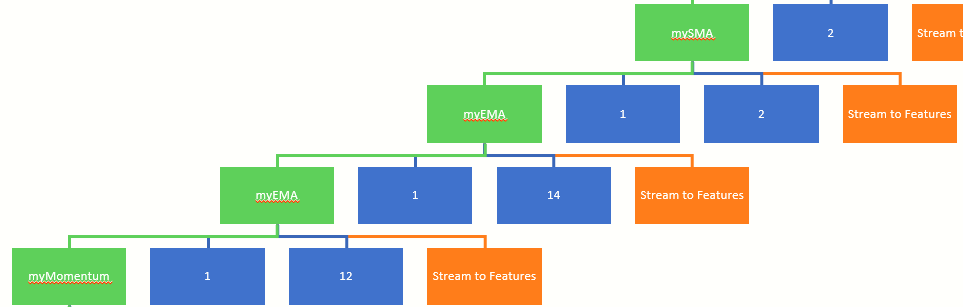 mySMA
2
Stream t
myEMA
1
2
Stream to Features
myEMA
1
14
Stream to Features
myMomentum
1
12
Stream to Features